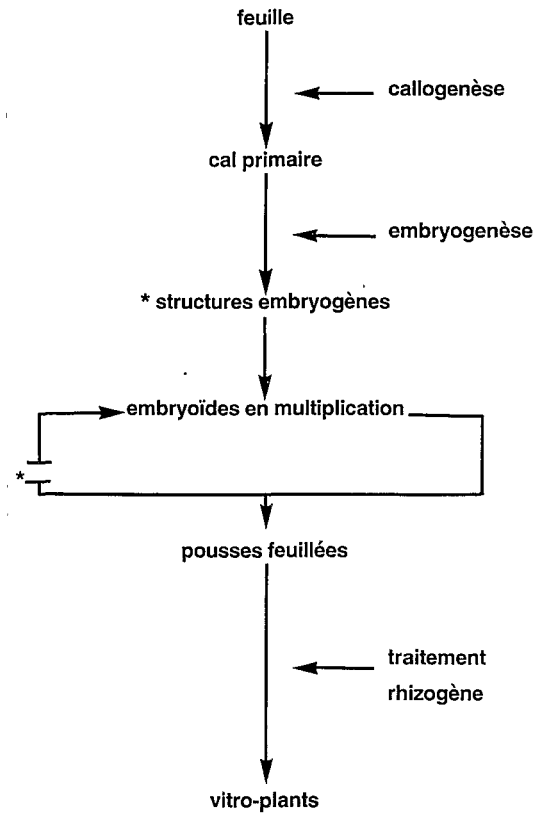 feuille
callogenèse
cal primaire
embryogenèse
* structures embryogènes
embryoïdes en multiplication
*
pousses feuillées
traitement
rhizogène
vitro-plants